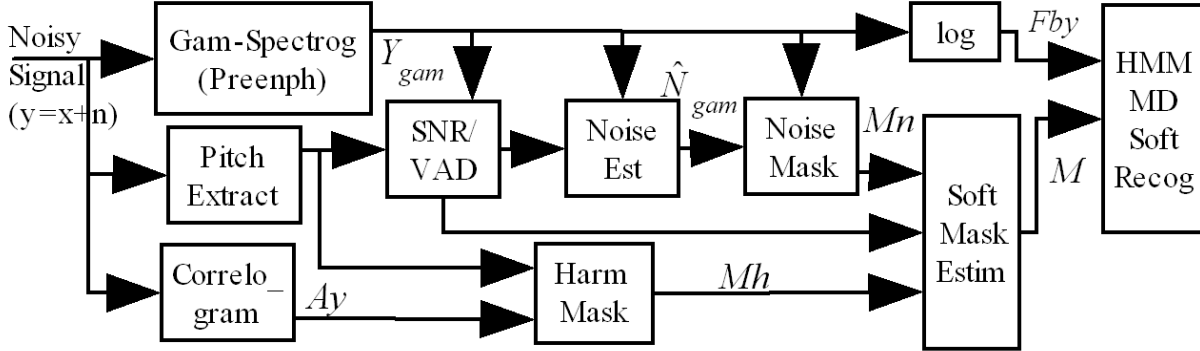 Noisy
Signal
(y=x+n)
Gam-Spectrog
(Preenph)
Y gam
log
Fby
HMM
MD
Soft
Recog
SNR/
VAD
Noise
Est
N̂ gam
Noise
Mask
Mn
Pitch
Extract
Soft
Mask
Estim
M
Correlo_
gram
Ay
Harm
Mask
Mh